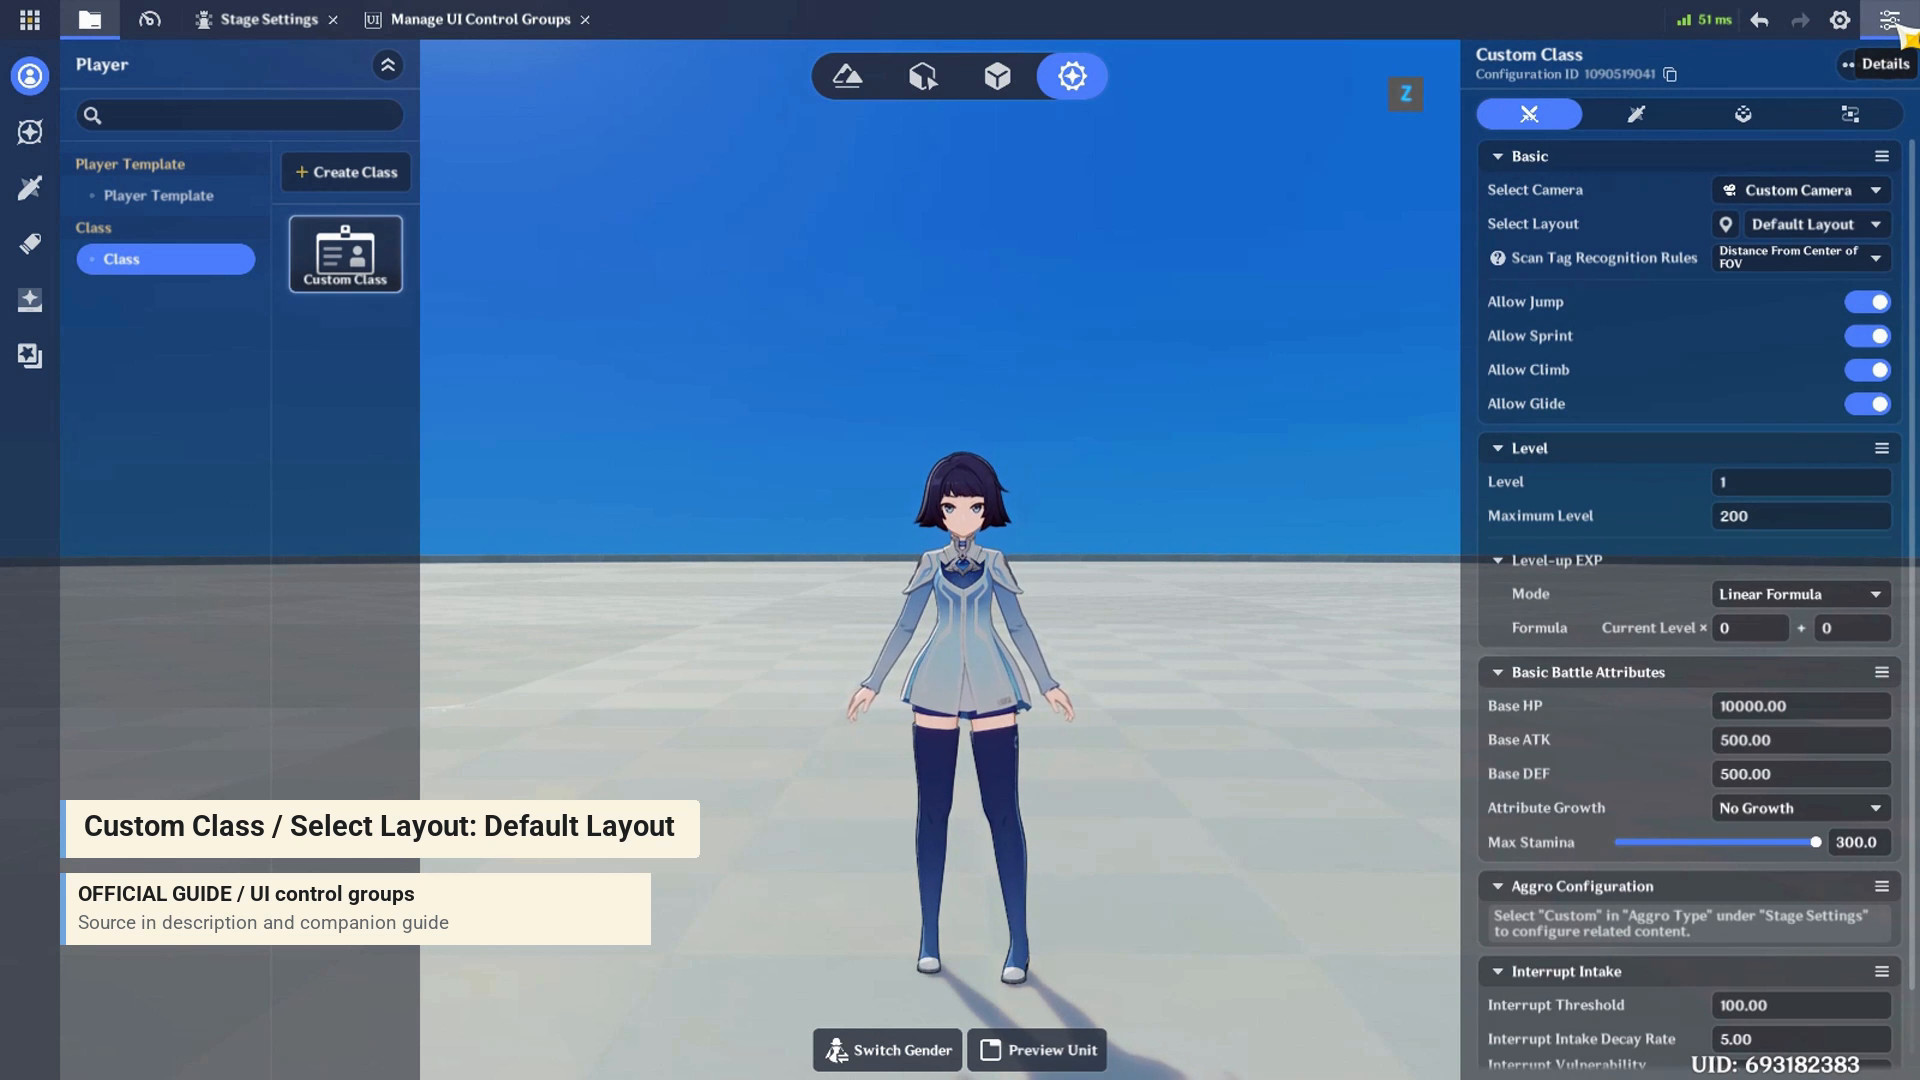 Stage Settings
UI Manage UI Control Groups
51 ms
Player
Player Template
Player Template
Class
Class
+ Create Class
Custom Class
Z
Custom Class
Configuration ID 1090519041
Details
Basic
Select Camera
Custom Camera
Select Layout
Default Layout
Scan Tag Recognition Rules
Distance From Center of
FOV
Allow Jump
Allow Sprint
Allow Climb
Allow Glide
Level
Level
1
Maximum Level
200
Level-up EXP
Mode
Linear Formula
Formula Current Level × 0 + 0
Basic Battle Attributes
Base HP
10000.00
Base ATK
500.00
Base DEF
500.00
Attribute Growth
No Growth
Max Stamina
300.0
Aggro Configuration
Select "Custom" in "Aggro Type" under "Stage Settings"
to configure related content.
Interrupt Intake
Interrupt Threshold
100.00
Interrupt Intake Decay Rate
5.00
Interrupt Vulnerability
UID: 693182383
Custom Class / Select Layout: Default Layout
OFFICIAL GUIDE / UI control groups
Source in description and companion guide
Switch Gender
Preview Unit